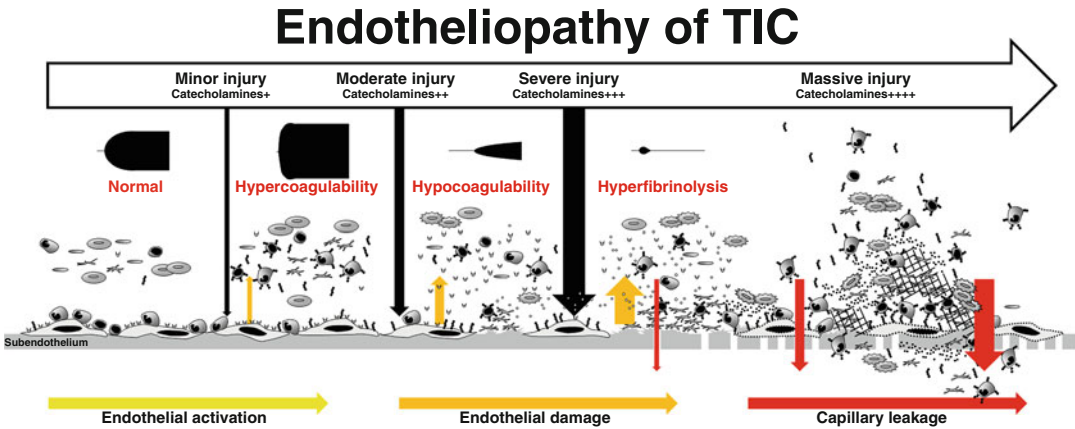 Endotheliopathy of TIC
Minor injury
Catecholamines+
Moderate injury
Catecholamines++
Severe injury
Catecholamines+++
Massive injury
Catecholamines++++
Normal
Hypercoagulability
Hypocoagulability
Hyperfibrinolysis
Subendothelium
Endothelial activation
Endothelial damage
Capillary leakage